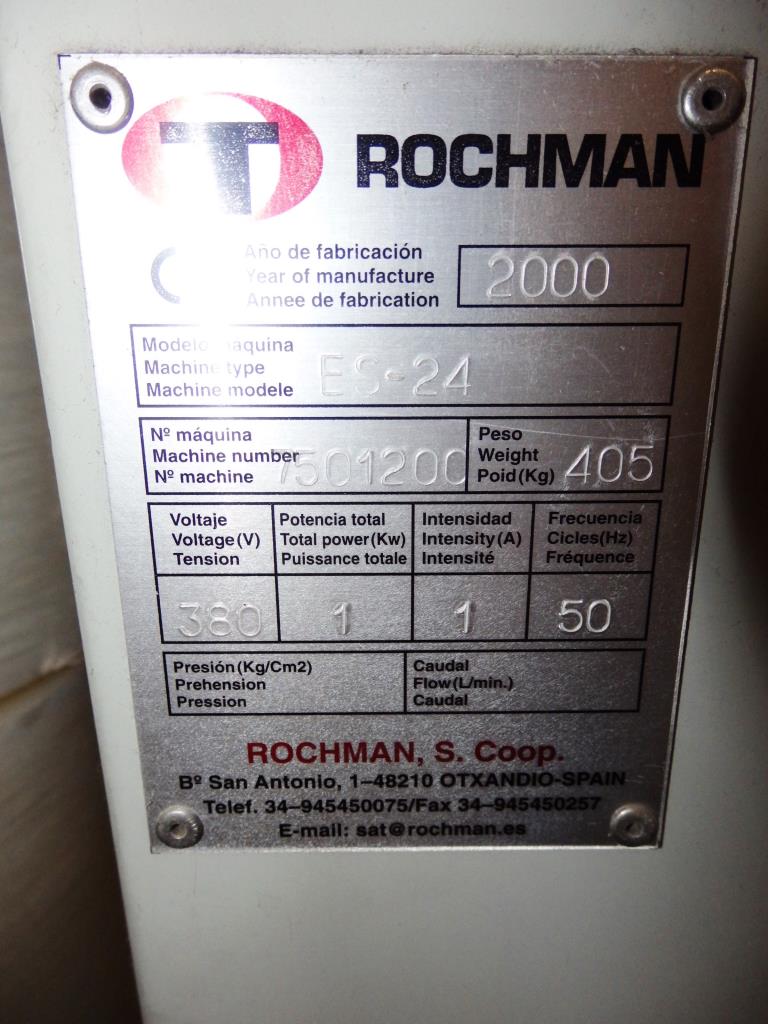 T ROCHMAN
Año de fabricación
Year of manufacture
Annee de fabrication
2000
Modelo máquina
Machine type
Machine modele
ES-24
Nº máquina
Machine number
Nº machine
7501200
Peso
Weight
Poid(Kg)
405
Voltaje
Voltage(V)
Tension
380
Potencia total
Total power(Kw)
Puissance totale
1
Intensidad
Intensity(A)
Intensité
1
Frecuencia
Cicles(Hz)
Fréquence
50
Presión(Kg/Cm2)
Prehension
Pression
Caudal
Flow(L/min.)
Caudal
ROCHMAN, S. Coop.
Bº San Antonio, 1–48210 OTXANDIO-SPAIN
Telef. 34–945450075/Fax 34–945450257
E-mail: sat@rochman.es